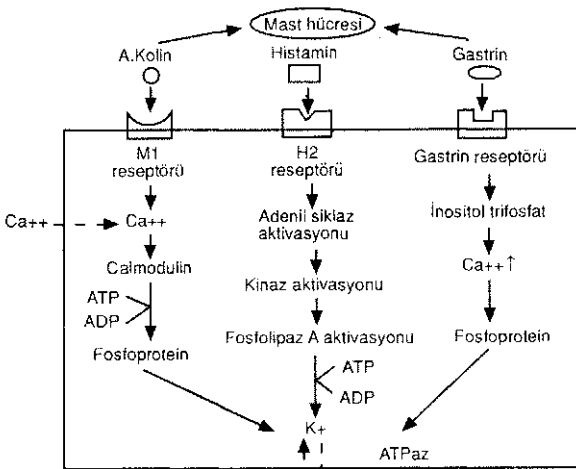 Mast hücresi
A.Kolin
Histamin
Gastrin
M1
reseptörü
H2
reseptörü
Gastrin reseptörü
Ca++
Ca++
Adenil siklaz
aktivasyonu
İnositol trifosfat
Calmodulin
Kinaz aktivasyonu
Ca++↑
ATP
ADP
Fosfoprotein
Fosfolipaz A aktivasyonu
Fosfoprotein
ATP
ADP
K+
ATPaz